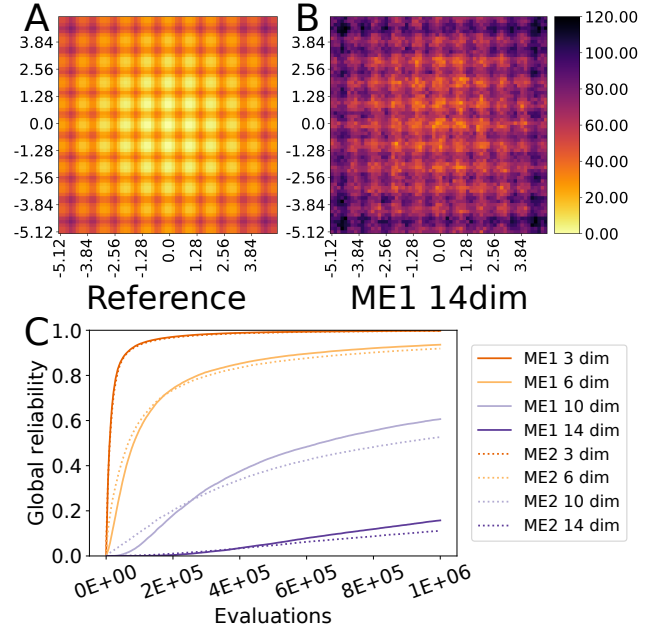 A
B
3.84
2.56
1.28
0.0
-1.28
-2.56
-3.84
-5.12
-5.12
-3.84
-2.56
-1.28
0.0
1.28
2.56
3.84
Reference
3.84
2.56
1.28
0.0
-1.28
-2.56
-3.84
-5.12
-5.12
-3.84
-2.56
-1.28
0.0
1.28
2.56
3.84
ME1 14dim
120.00
100.00
80.00
60.00
40.00
20.00
0.00
C
Global reliability
1.0
0.8
0.6
0.4
0.2
0.0
0E+00
2E+05
4E+05
6E+05
8E+05
1E+06
Evaluations
ME1 3 dim
ME1 6 dim
ME1 10 dim
ME1 14 dim
ME2 3 dim
ME2 6 dim
ME2 10 dim
ME2 14 dim